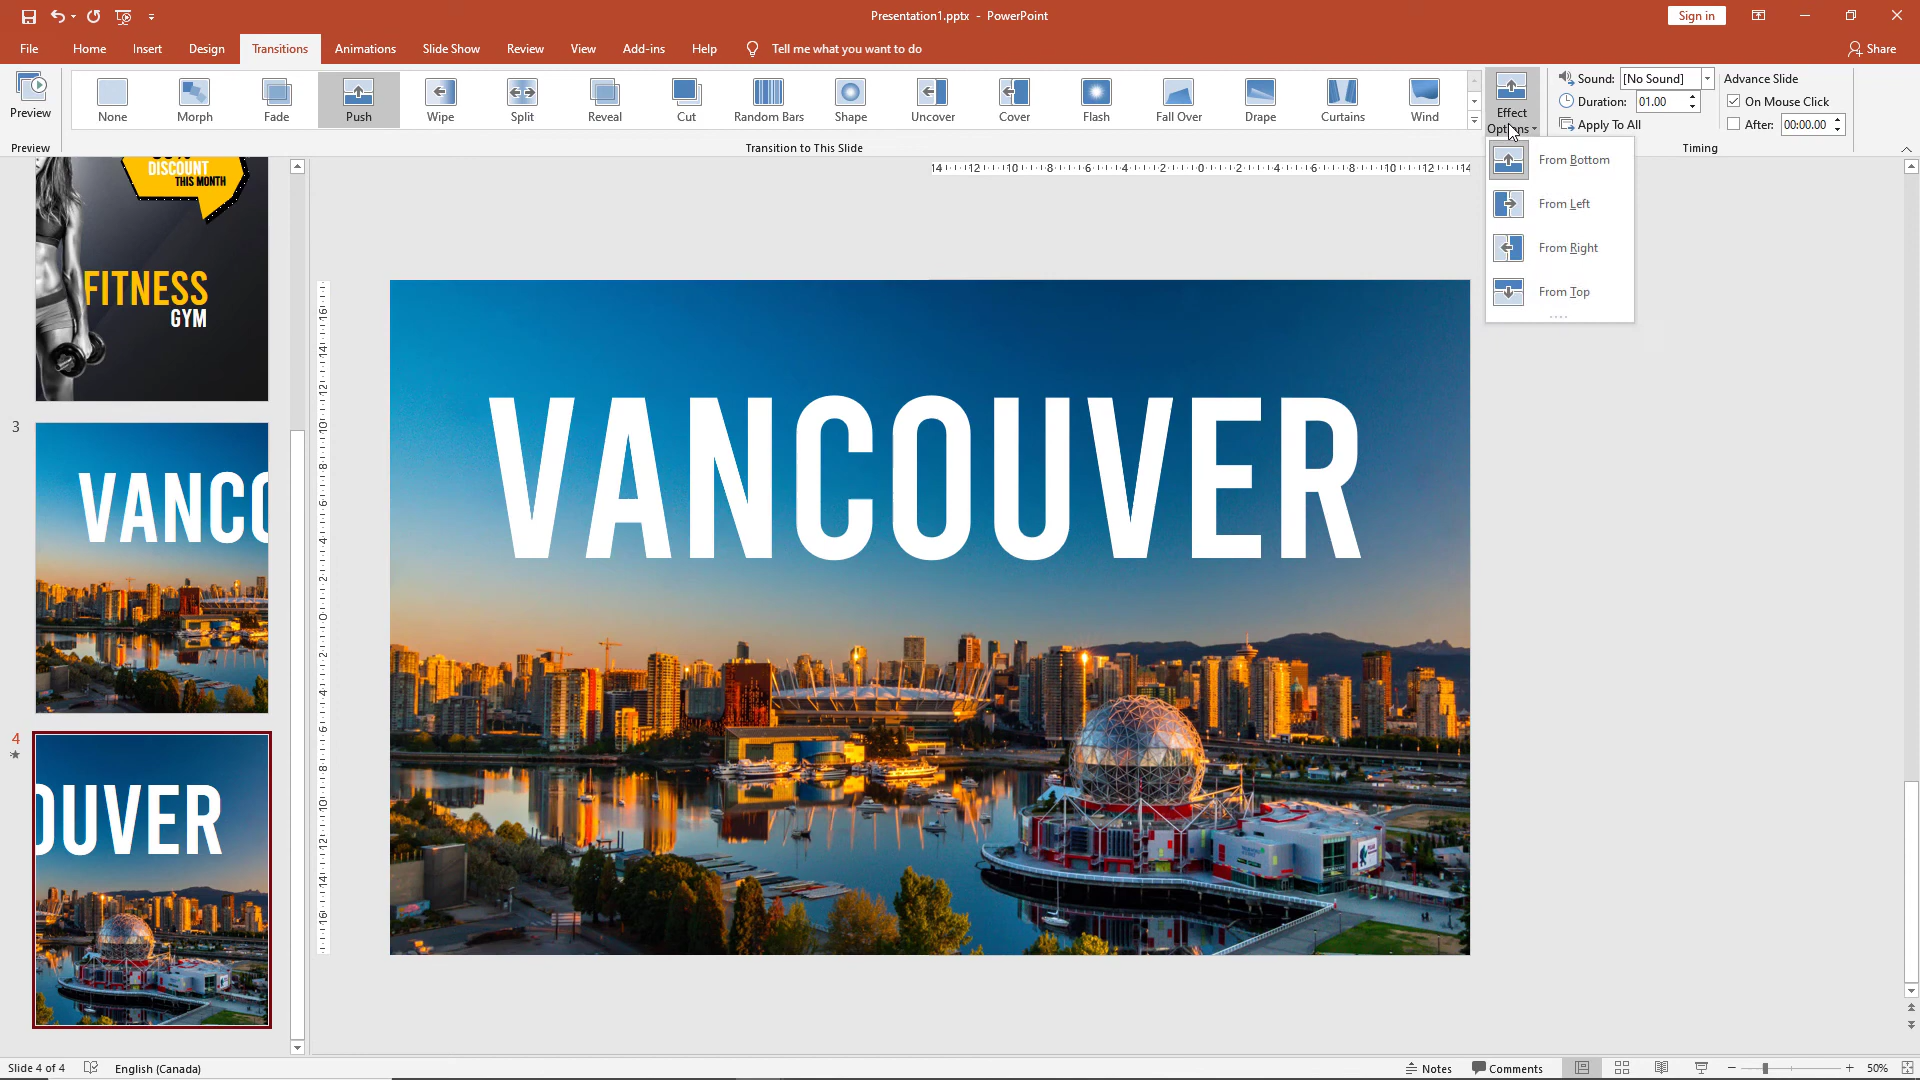 Presentation1.pptx - PowerPoint
Sign in
File Home Insert Design Transitions Animations Slide Show Review View Add-ins Help Tell me what you want to do
Share
Preview
None Morph Fade Push Wipe Split Reveal Cut Random Bars Shape Uncover Cover Flash Fall Over Drape Curtains Wind
Effect
Options
Sound: [No Sound]
Duration: 01.00
Apply To All
Advance Slide
On Mouse Click
After: 00:00.00
Preview
Transition to This Slide
Timing
From Bottom
From Left
From Right
From Top
DISCOUNT
THIS MONTH
FITNESS
GYM
3
VANCO
4
OUVER
VANCOUVER
Slide 4 of 4
English (Canada)
Notes
Comments
50%